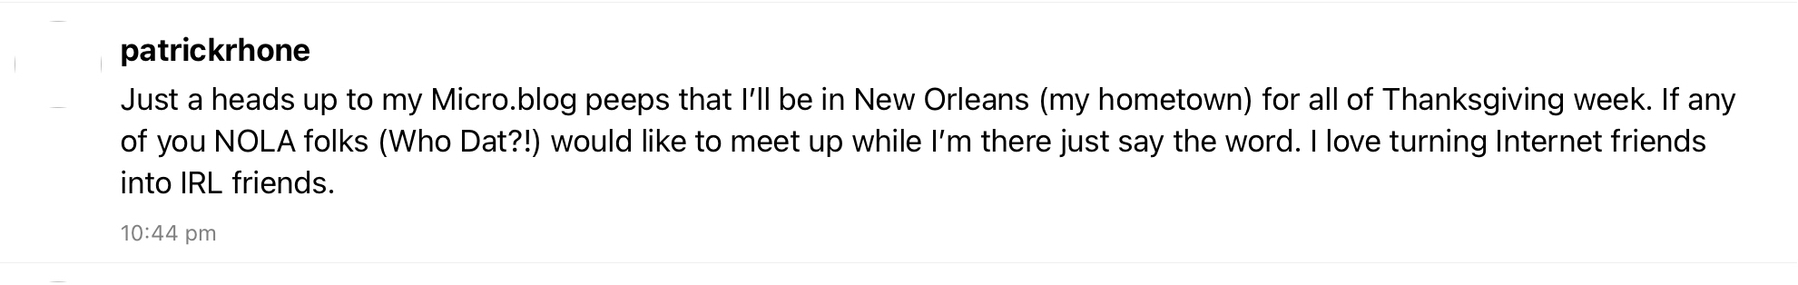 patrickrhone
Just a heads up to my Micro.blog peeps that I’ll be in New Orleans (my hometown) for all of Thanksgiving week. If any
of you NOLA folks (Who Dat?!) would like to meet up while I’m there just say the word. I love turning Internet friends
into IRL friends.
10:44 pm